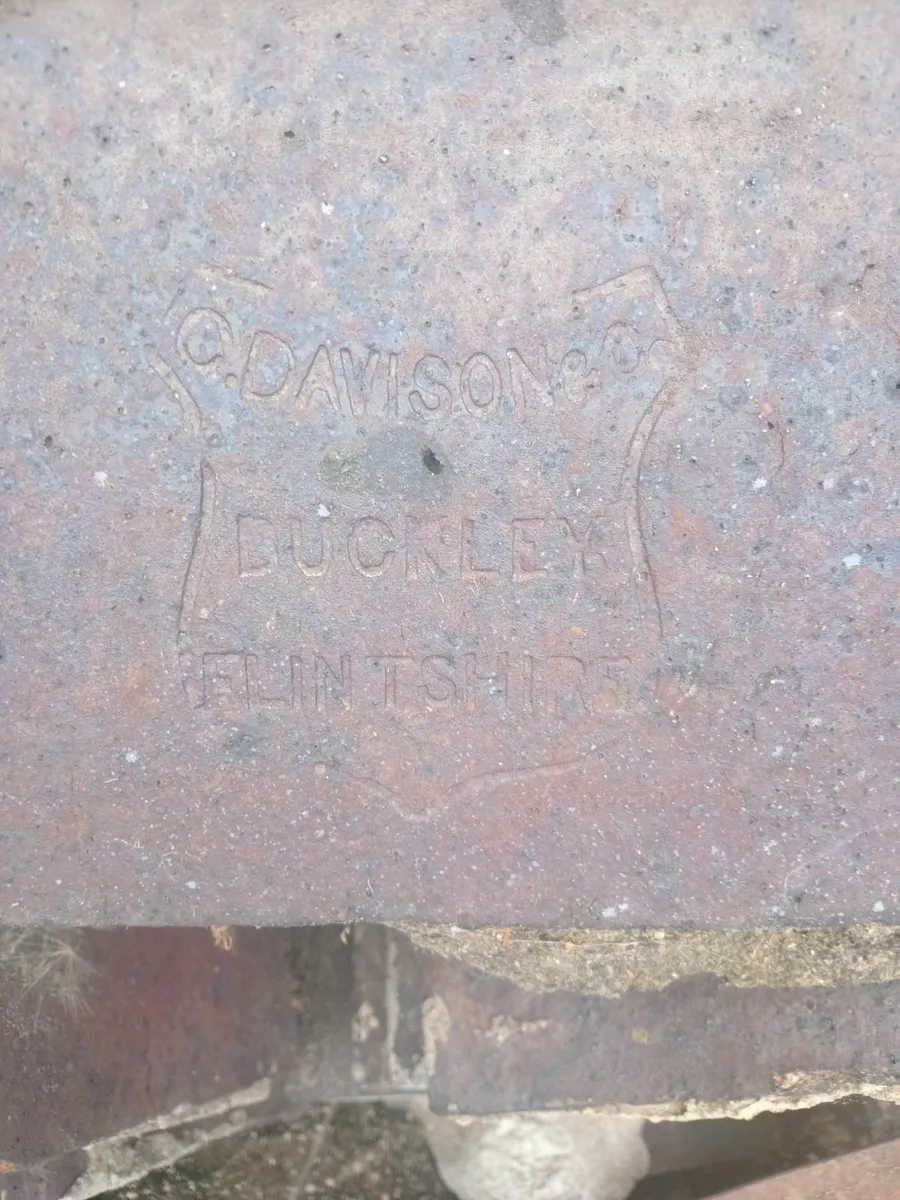 G. DAVISON & Co
BUCKLEY
FLINTSHIRE